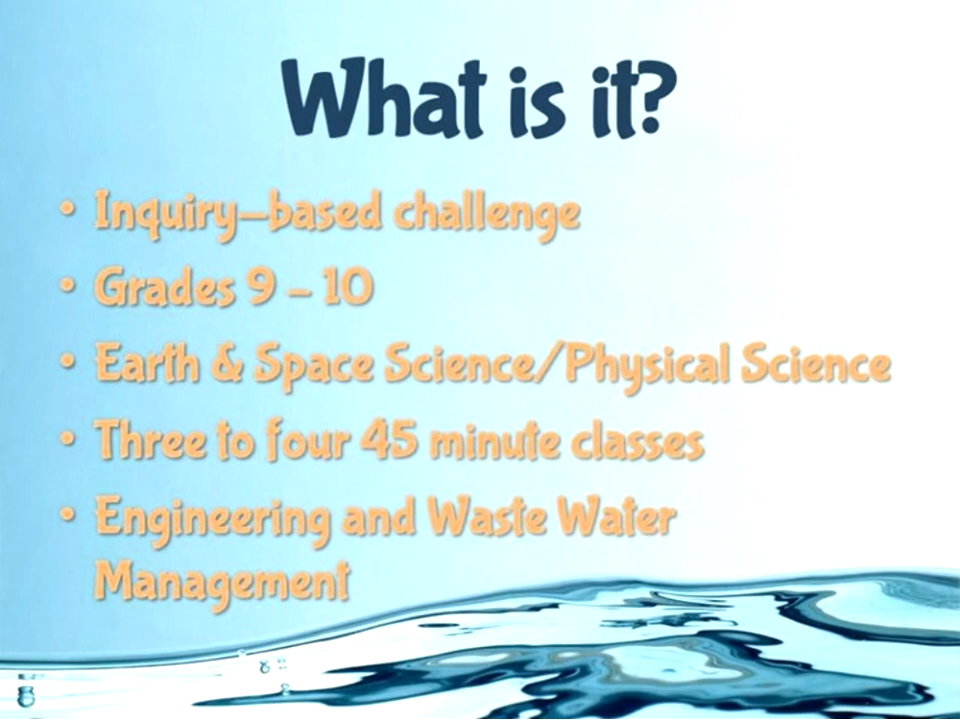 What is it?
• Inquiry–based challenge
• Grades 9 – 10
• Earth & Space Science/Physical Science
• Three to four 45 minute classes
• Engineering and Waste Water
Management